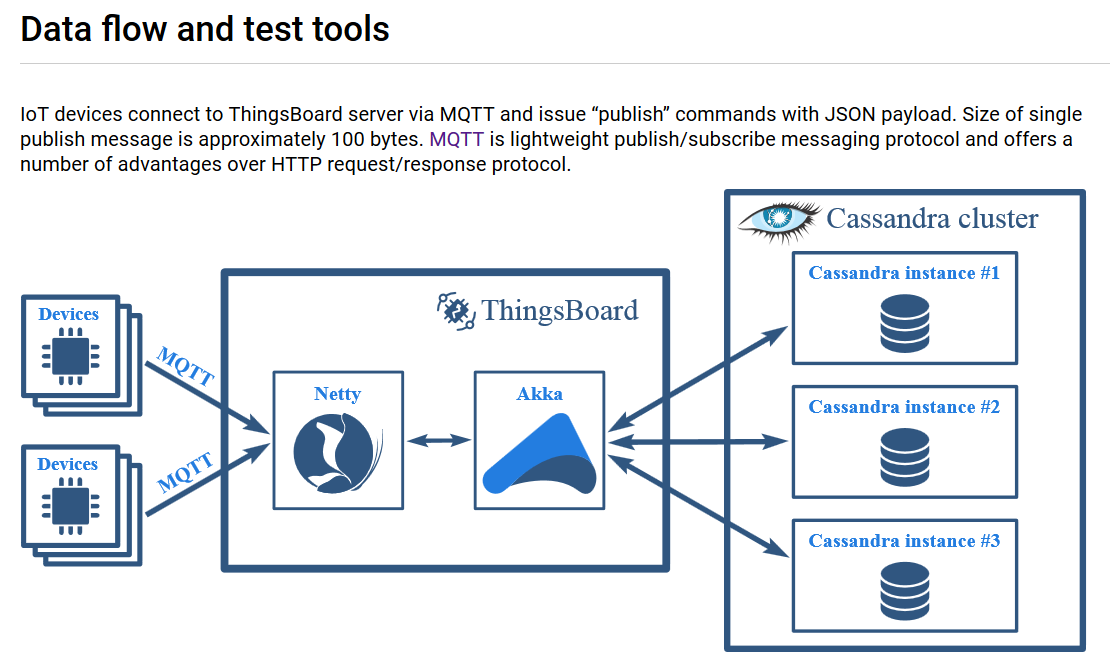 Data flow and test tools
IoT devices connect to ThingsBoard server via MQTT and issue “publish” commands with JSON payload. Size of single
publish message is approximately 100 bytes. MQTT is lightweight publish/subscribe messaging protocol and offers a
number of advantages over HTTP request/response protocol.
Cassandra cluster
Cassandra instance #1
ThingsBoard
Devices
MQTT
Netty
Akka
Cassandra instance #2
Devices
MQTT
Cassandra instance #3